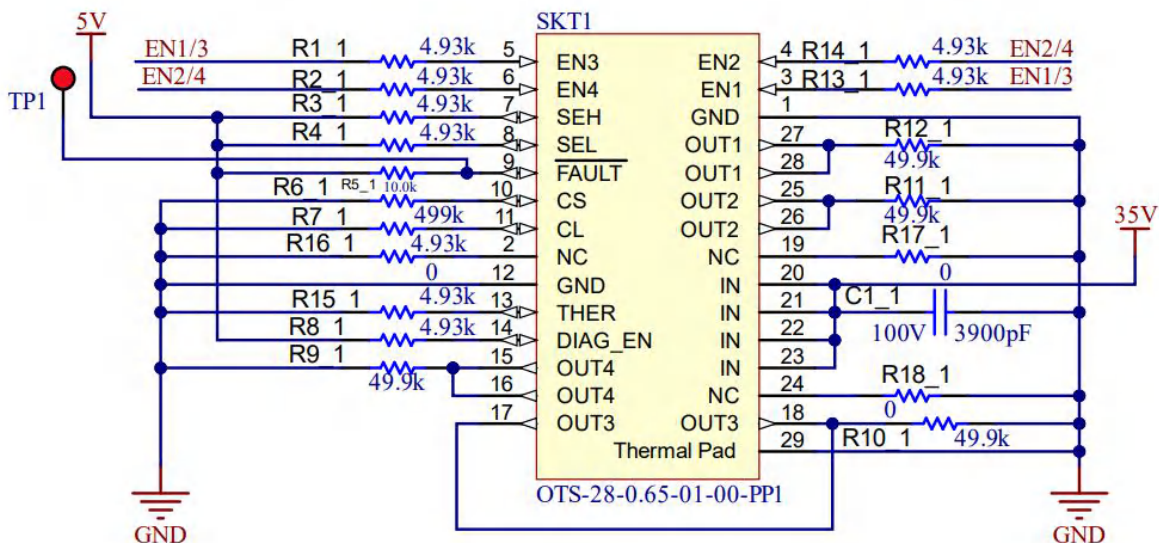 5V
SKT1
EN1/3 R1_1 4.93k 5 EN3 EN2 4 R14_1 4.93k EN2/4
EN2/4 R2_1 4.93k 6 EN4 EN1 3 R13_1 4.93k EN1/3
TP1 R3_1 4.93k 7 SEH GND 1
R4_1 4.93k 8 SEL OUT1 27 R12_1 49.9k
R5_1 10.0k 9 FAULT OUT1 28
R6_1 499k 10 CS OUT2 25 R11_1 49.9k
R7_1 4.93k 11 CL OUT2 26
R16_1 0 2 NC NC 19 R17_1 0
12 GND IN 20 35V
R15_1 4.93k 13 THER IN 21 C1_1 100V 3900pF
R8_1 4.93k 14 DIAG_EN IN 22
R9_1 49.9k 15 OUT4 IN 23
16 OUT4 NC 24 R18_1 0
17 OUT3 OUT3 18 R10_1 49.9k
Thermal Pad 29
OTS-28-0.65-01-00-PP1
GND GND